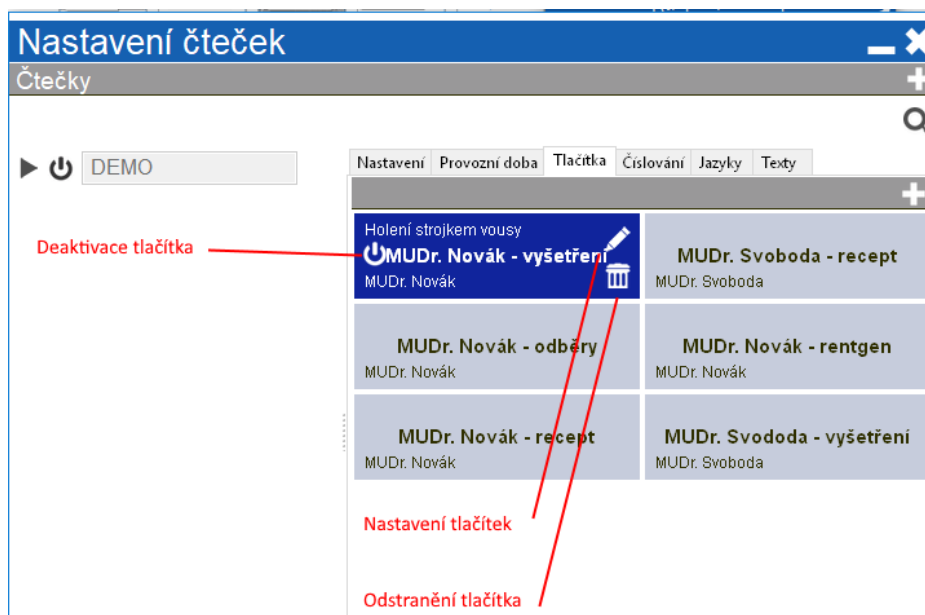 Nastavení čteček
Čtečky
DEMO
Nastavení Provozní doba Tlačítka Číslování Jazyky Texty
Deaktivace tlačítka
Holení strojkem vousy
MUDr. Novák - vyšetření
MUDr. Novák
MUDr. Svoboda - recept
MUDr. Svoboda
MUDr. Novák - odběry
MUDr. Novák
MUDr. Novák - rentgen
MUDr. Novák
MUDr. Novák - recept
MUDr. Novák
MUDr. Svododa - vyšetření
MUDr. Svoboda
Nastavení tlačítek
Odstranění tlačítka